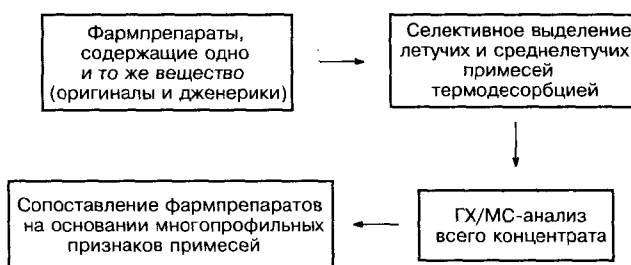 Фармпрепараты,
содержащие одно
и то же вещество
(оригиналы и дженерики)
Селективное выделение
летучих и среднелетучих
примесей
термодесорбцией
ГХ/МС-анализ
всего концентрата
Сопоставление фармпрепаратов
на основании многопрофильных
признаков примесей